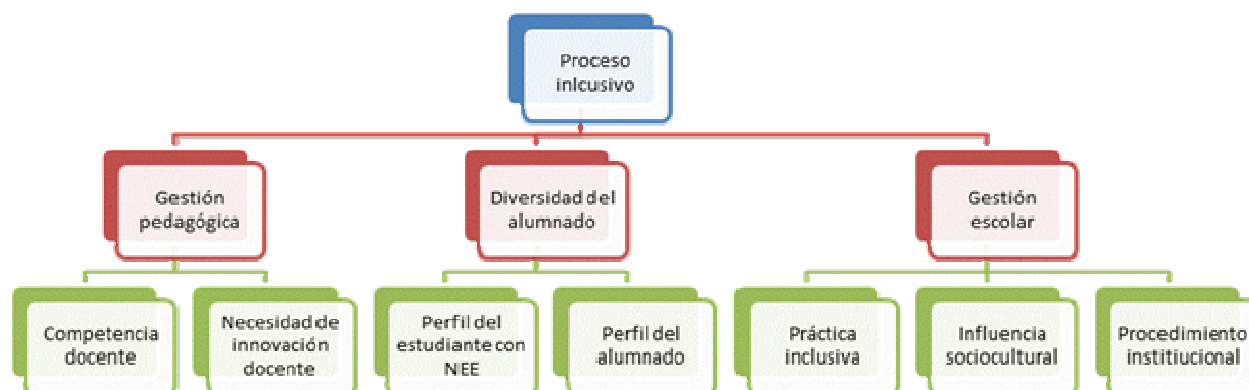 Proceso
inlcusivo
Gestión
pedagógica
Diversidad del
alumnado
Gestión
escolar
Competencia
docente
Necesidad de
innovación
docente
Perfil del
estudiante con
NEE
Perfil del
alumnado
Práctica
inclusiva
Influencia
sociocultural
Procedimiento
institiucional